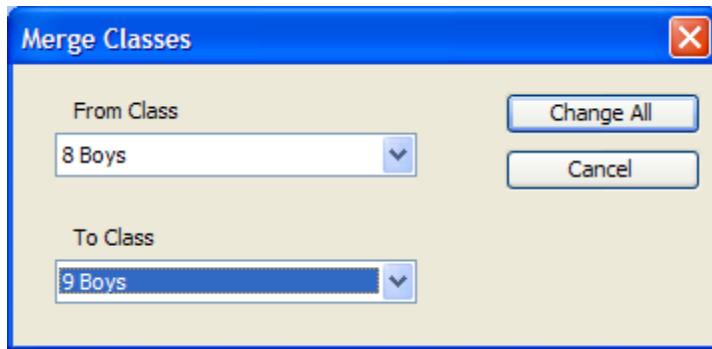 Merge Classes
From Class
Change All
8 Boys
Cancel
To Class
9 Boys